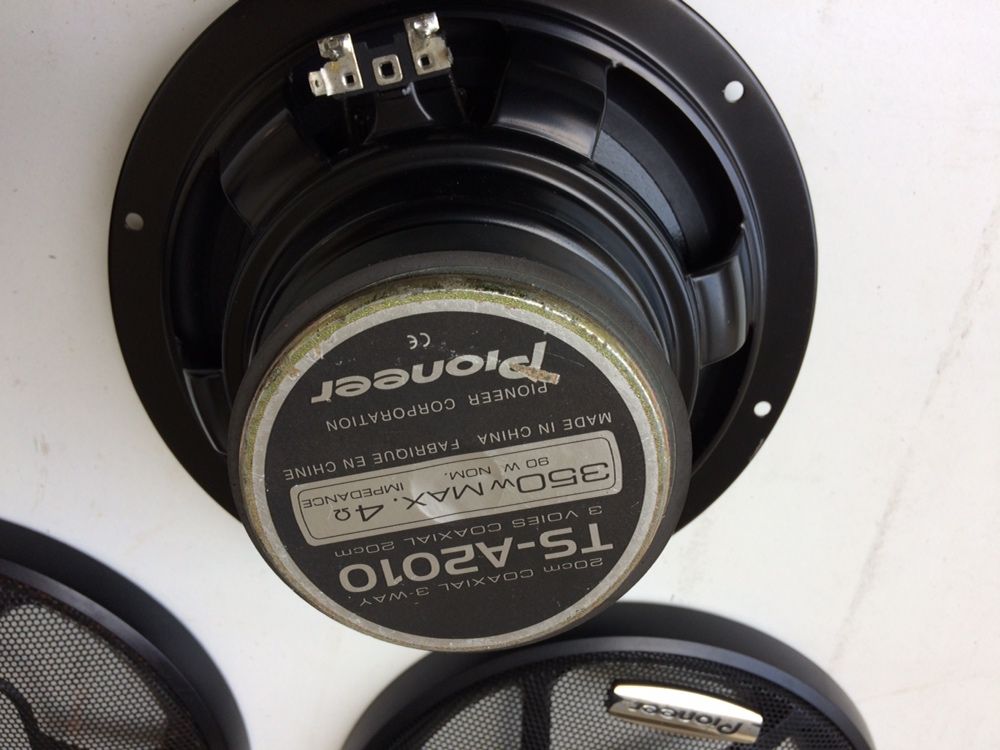 20cm COAXIAL 3-WAY
TS-A2010
3 VOIES COAXIAL 20cm
350W MAX. 4Ω
90 W NOM. IMPEDANCE
MADE IN CHINA FABRIQUE EN CHINE
PIONEER CORPORATION
Pioneer
CE
Pioneer